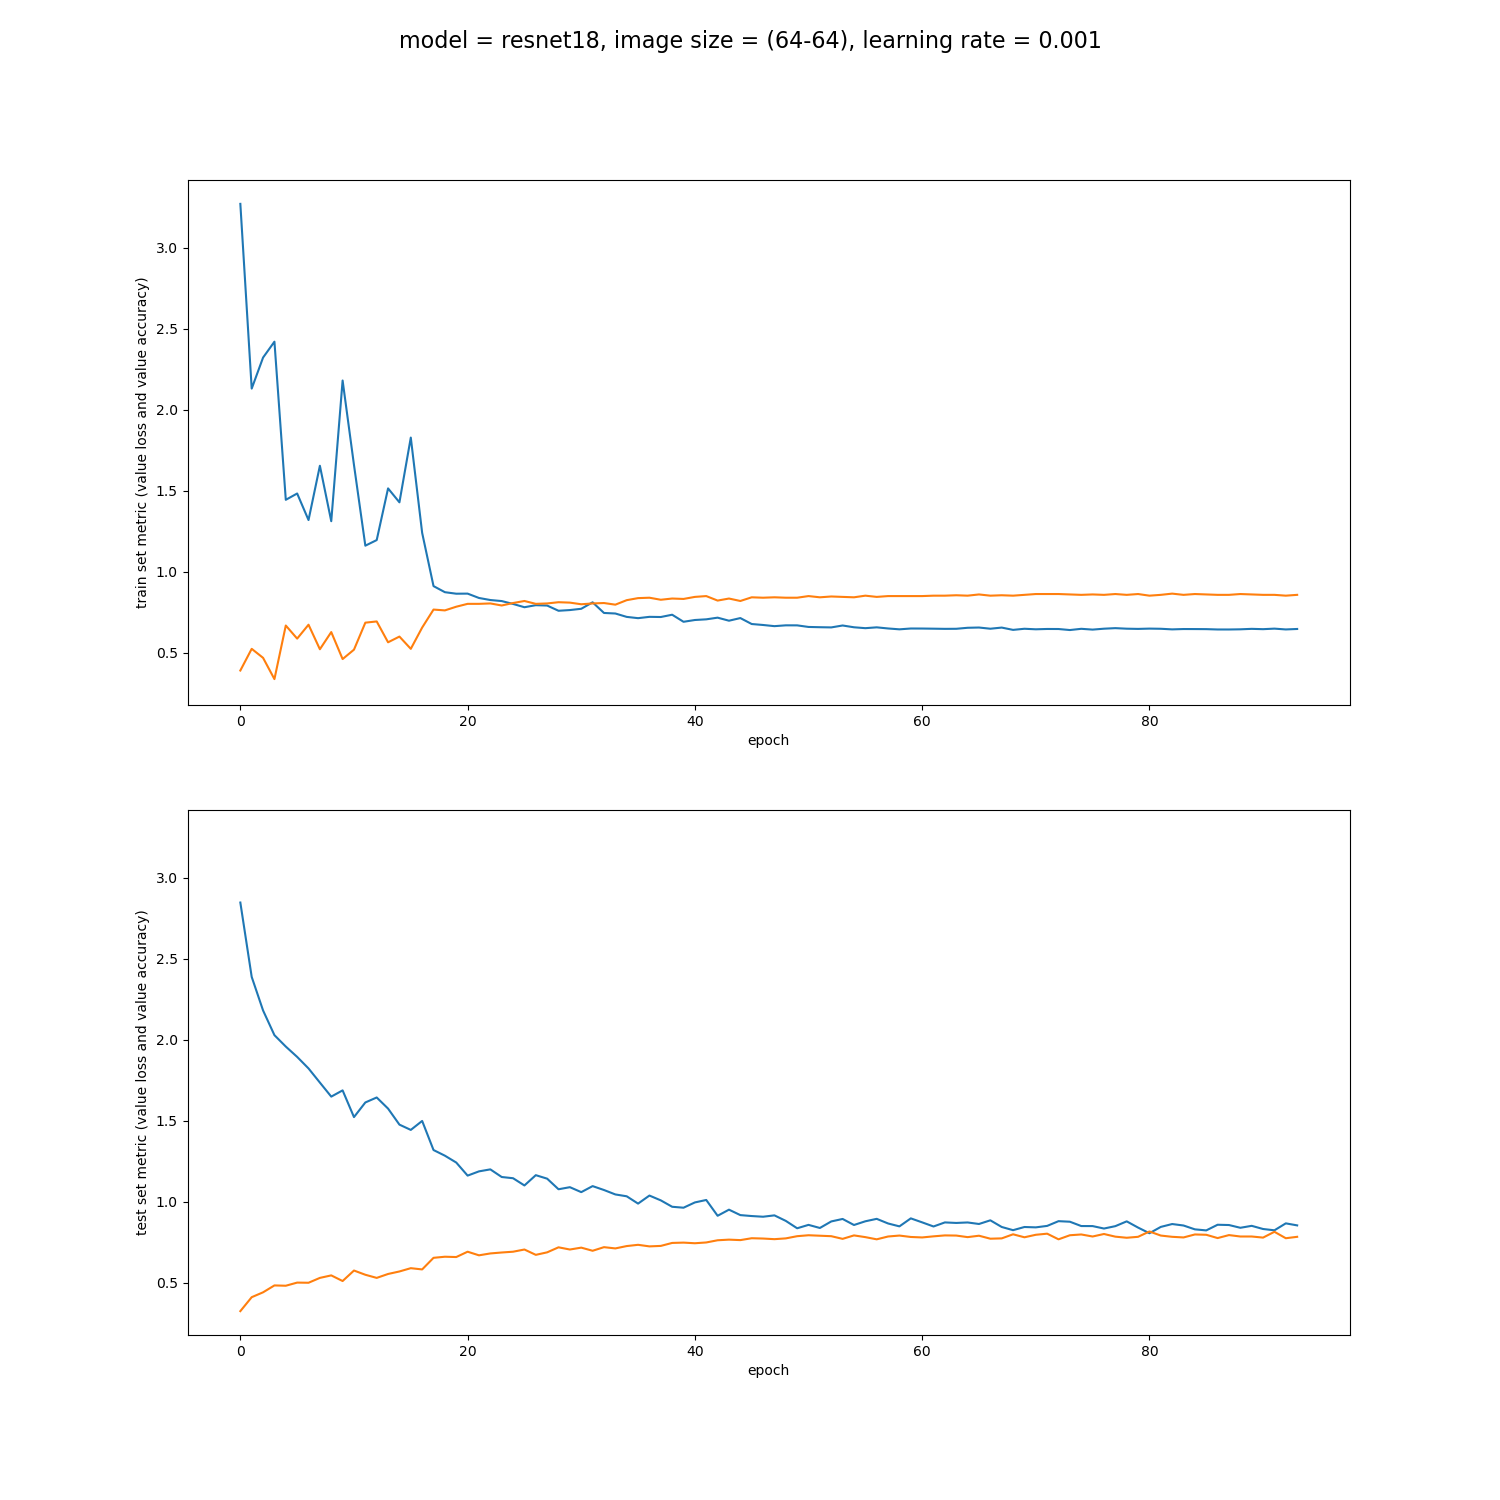 model = resnet18, image size = (64-64), learning rate = 0.001
train set metric (value loss and value accuracy)
3.0
2.5
2.0
1.5
1.0
0.5
0 20 40 60 80
epoch
test set metric (value loss and value accuracy)
3.0
2.5
2.0
1.5
1.0
0.5
0 20 40 60 80
epoch